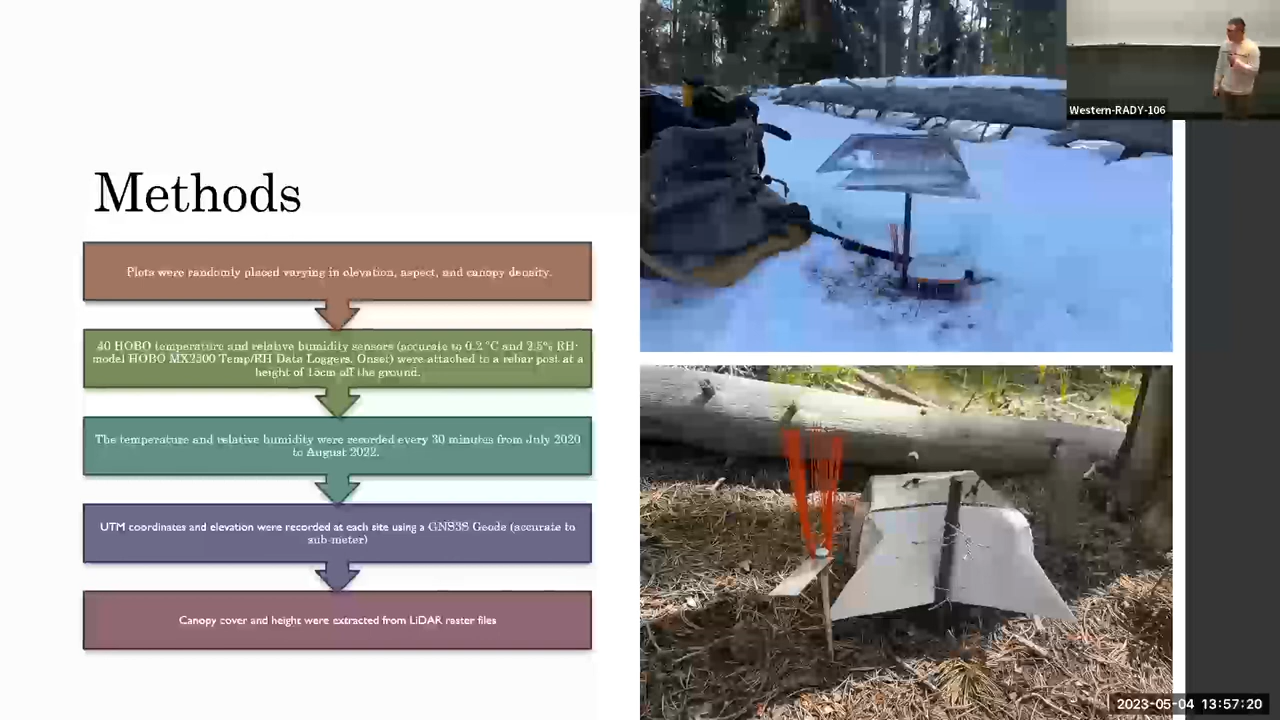 Western-RADY-106
Methods
Plots were randomly placed varying in elevation, aspect, and canopy density.
40 HOBO temperature and relative humidity sensors (accurate to 0.2 °C and 2.5% RH-
model HOBO MX2300 Temp/RH Data Loggers, Onset) were attached to a rebar post at a
height of 15cm off the ground.
The temperature and relative humidity were recorded every 30 minutes from July 2020
to August 2022.
UTM coordinates and elevation were recorded at each site using a GNS3S Geode (accurate to
sub-meter)
Canopy cover and height were extracted from LiDAR raster files
2023-05-04 13:57:20